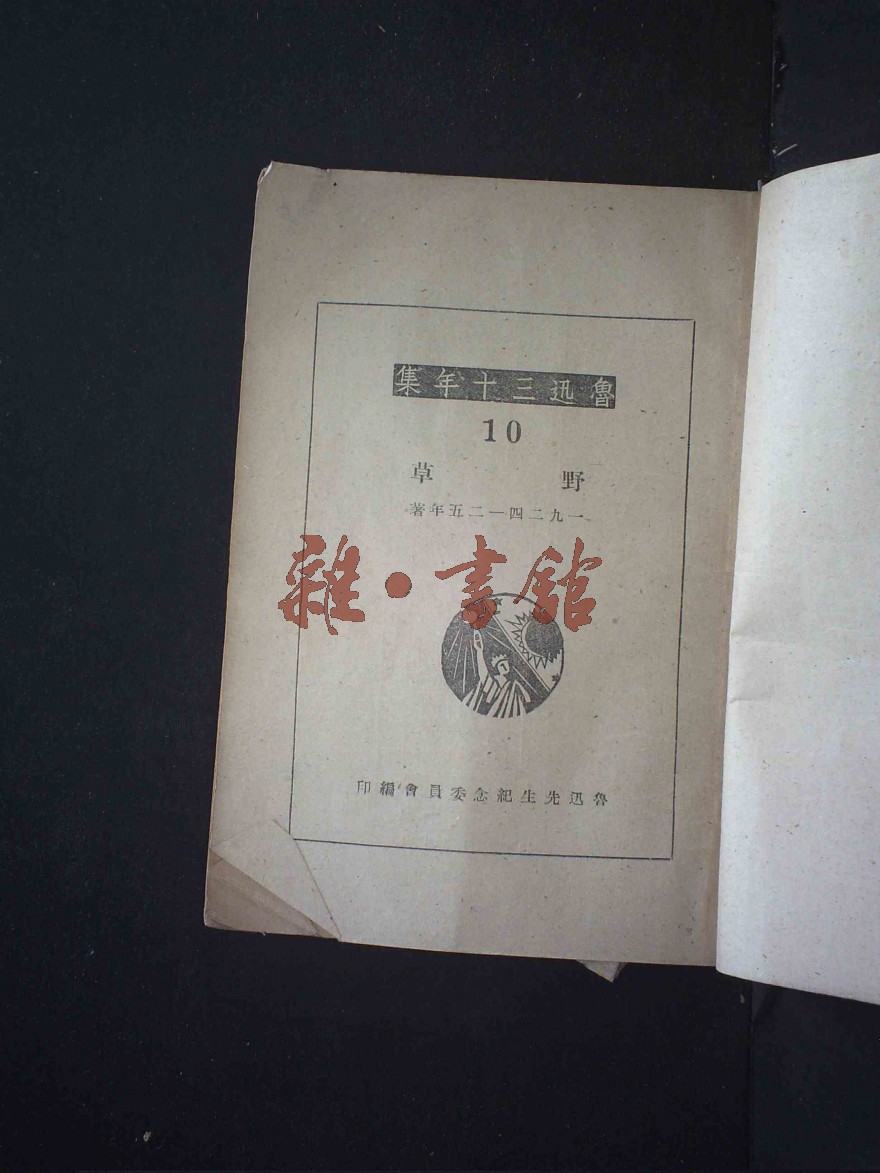 魯迅三十年集
10
野草
一九二四—二五年著
雜·書館
魯迅先生紀念委員會編印